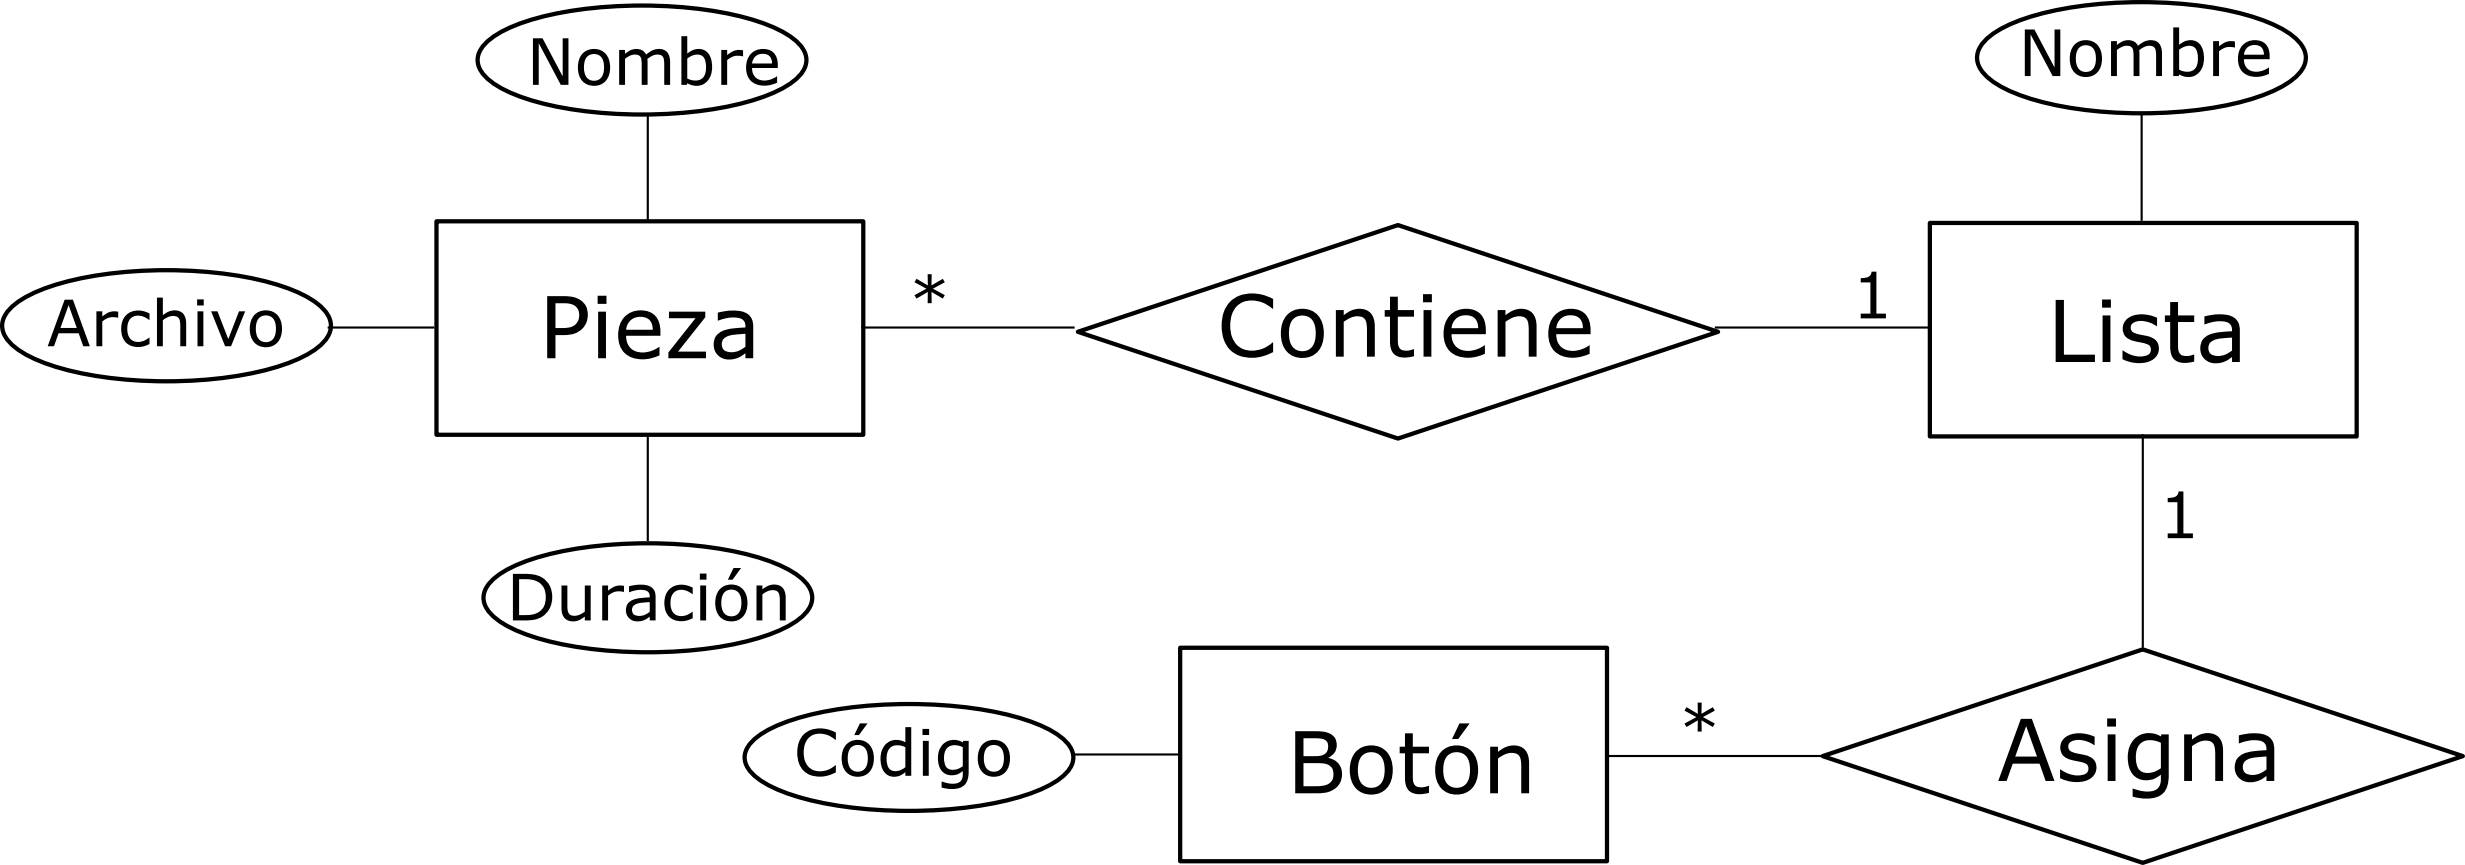 Nombre
Nombre
Archivo
Pieza
*
Contiene
1
Lista
1
Duración
Código
Botón
*
Asigna